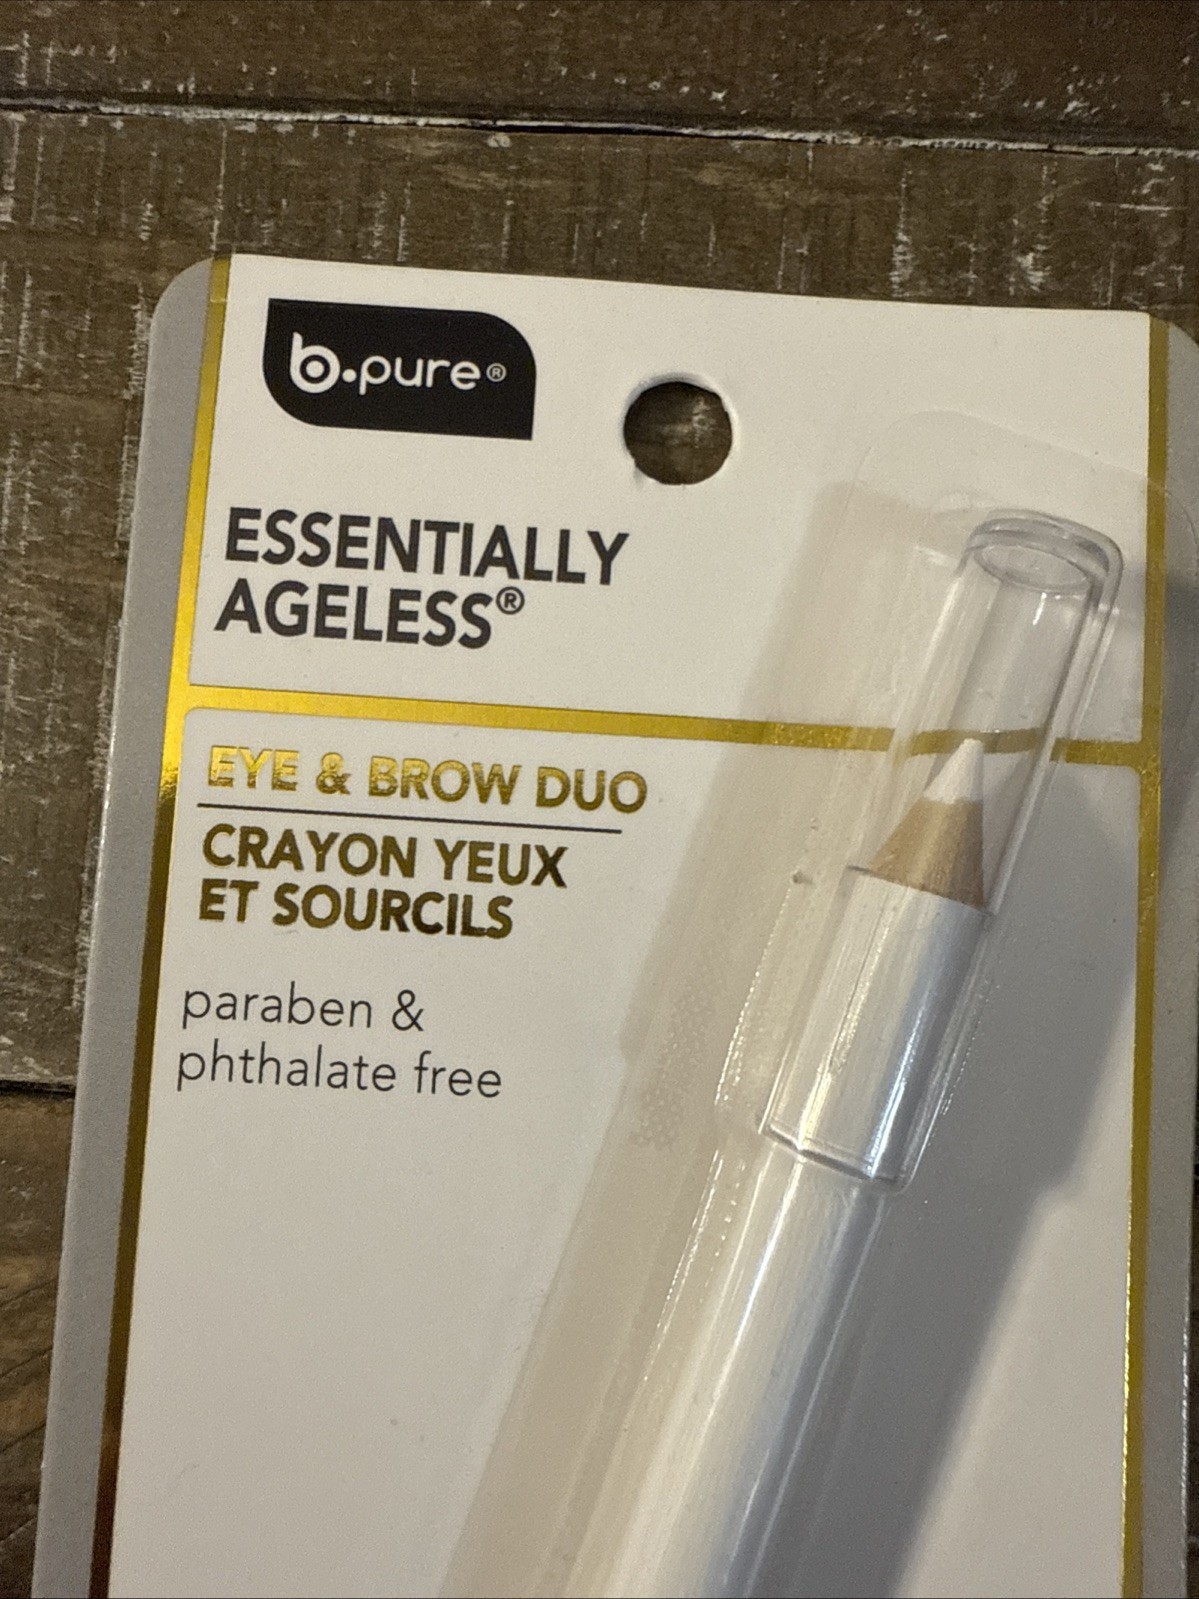 b.pure®
ESSENTIALLY
AGELESS®
EYE & BROW DUO
CRAYON YEUX
ET SOURCILS
paraben &
phthalate free